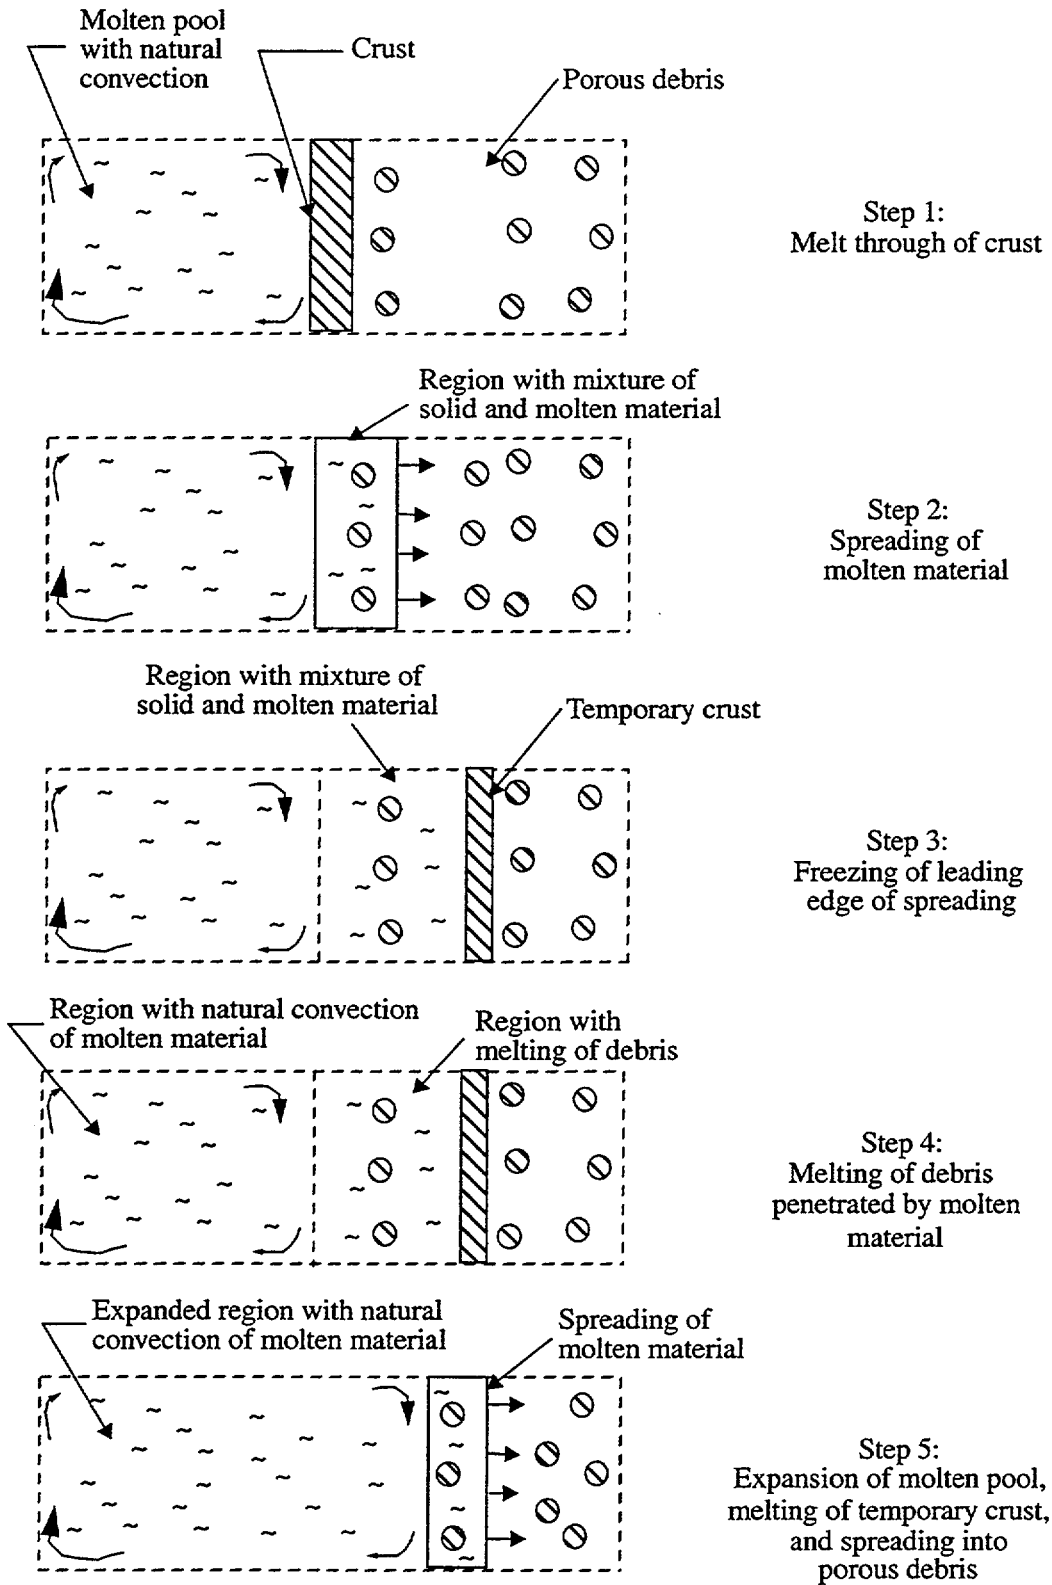 Molten pool
with natural
convection
Crust
Porous debris
Step 1:
Melt through of crust
Region with mixture of
solid and molten material
Step 2:
Spreading of
molten material
Region with mixture of
solid and molten material
Temporary crust
Step 3:
Freezing of leading
edge of spreading
Region with natural convection
of molten material
Region with
melting of debris
Step 4:
Melting of debris
penetrated by molten
material
Expanded region with natural
convection of molten material
Spreading of
molten material
Step 5:
Expansion of molten pool,
melting of temporary crust,
and spreading into
porous debris